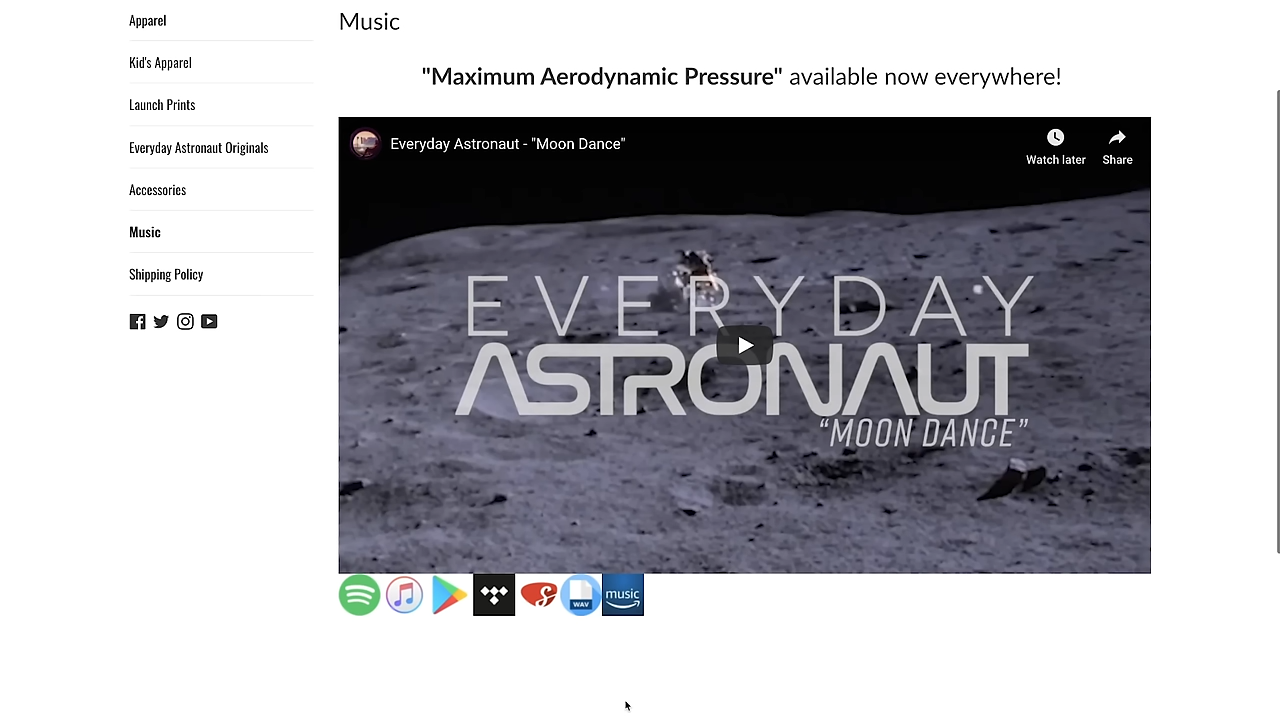 Apparel
Kid's Apparel
Launch Prints
Everyday Astronaut Originals
Accessories
Music
Shipping Policy
Music
"Maximum Aerodynamic Pressure" available now everywhere!
Everyday Astronaut - "Moon Dance"
Watch later
Share
EVERYDAY
ASTRONAUT
“MOON DANCE”
WAV
music